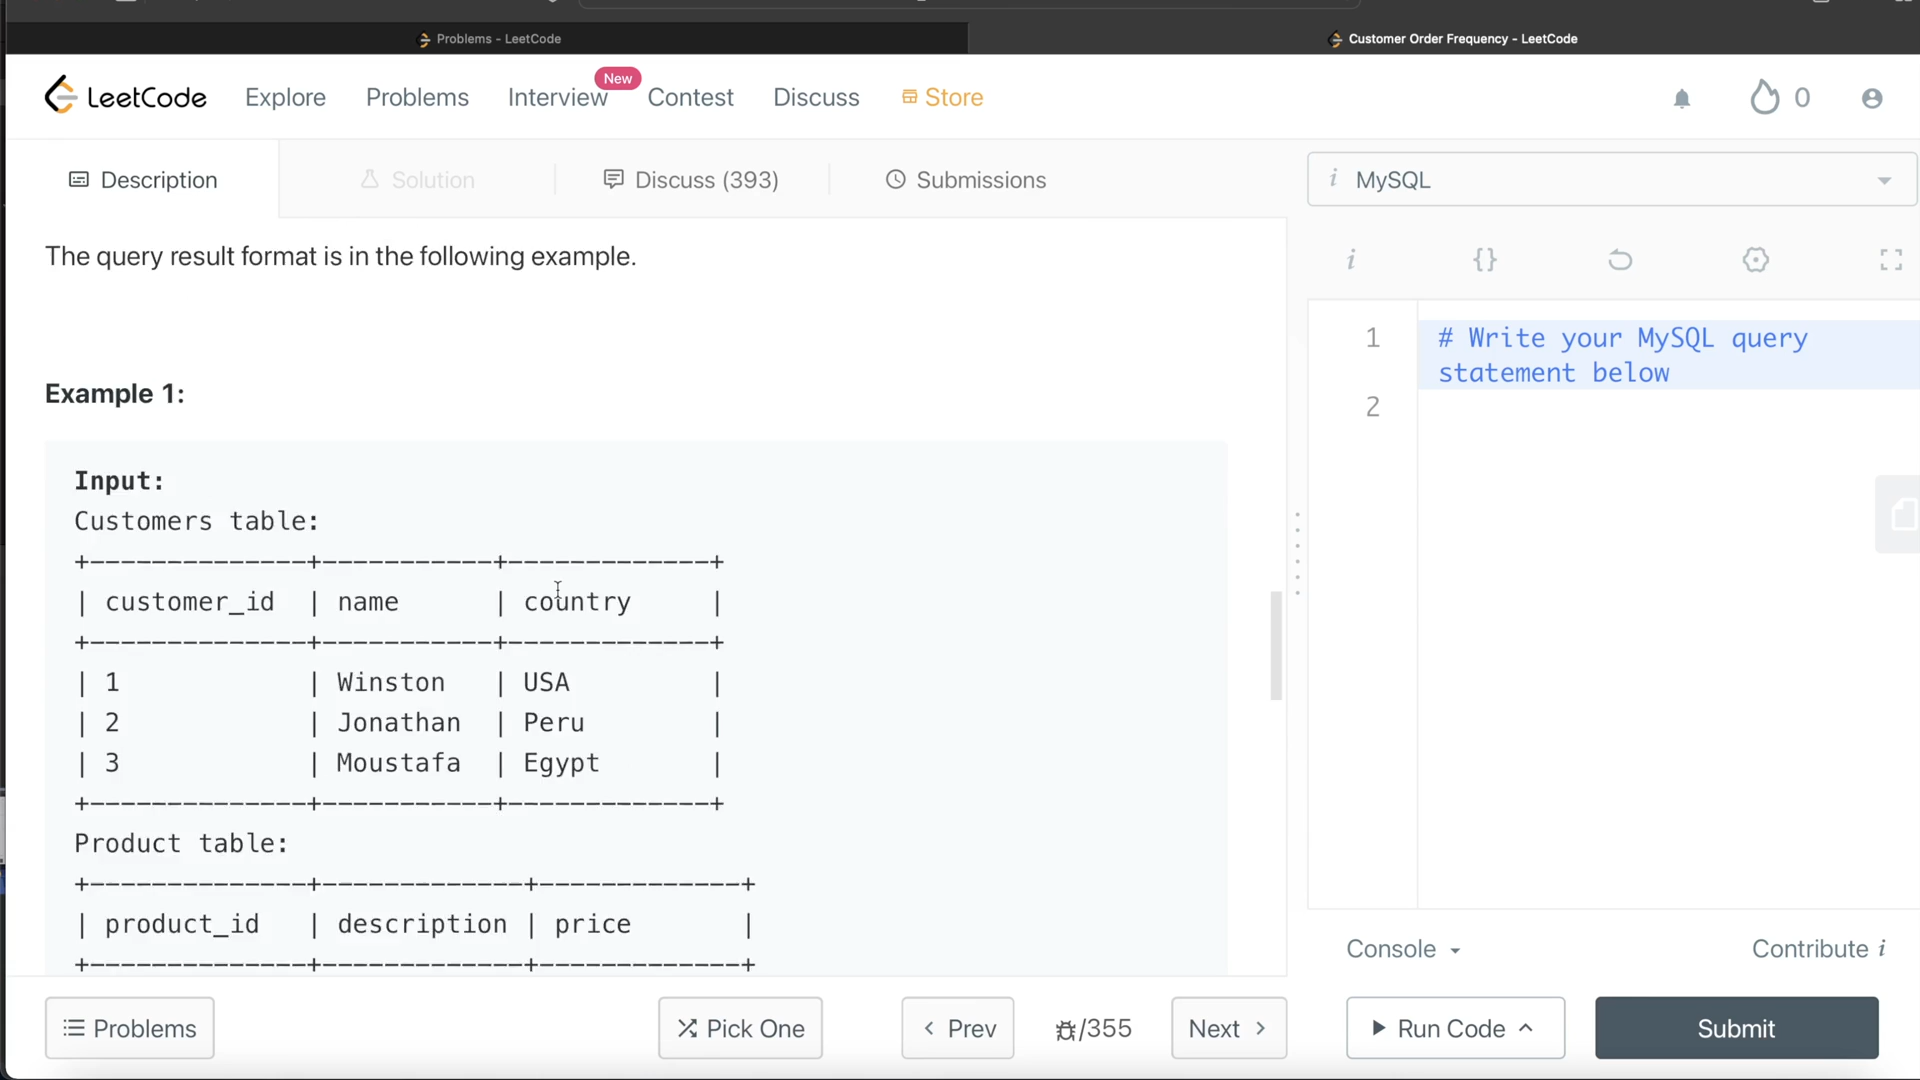 Problems - LeetCode
Customer Order Frequency - LeetCode
LeetCode
Explore
Problems
Interview
New
Contest
Discuss
Store
0
Description
Solution
Discuss (393)
Submissions
i MySQL
The query result format is in the following example.
i
{}
1 # Write your MySQL query
statement below
2
Example 1:
Input:
Customers table:
+--------------+------------+-------------+
| customer_id | name | country |
+--------------+------------+-------------+
| 1 | Winston | USA |
| 2 | Jonathan | Peru |
| 3 | Moustafa | Egypt |
+--------------+------------+-------------+
Product table:
+--------------+-------------+-------------+
| product_id | description | price |
+--------------+-------------+-------------+
Console
Contribute i
Problems
Pick One
Prev
/355
Next
Run Code
Submit